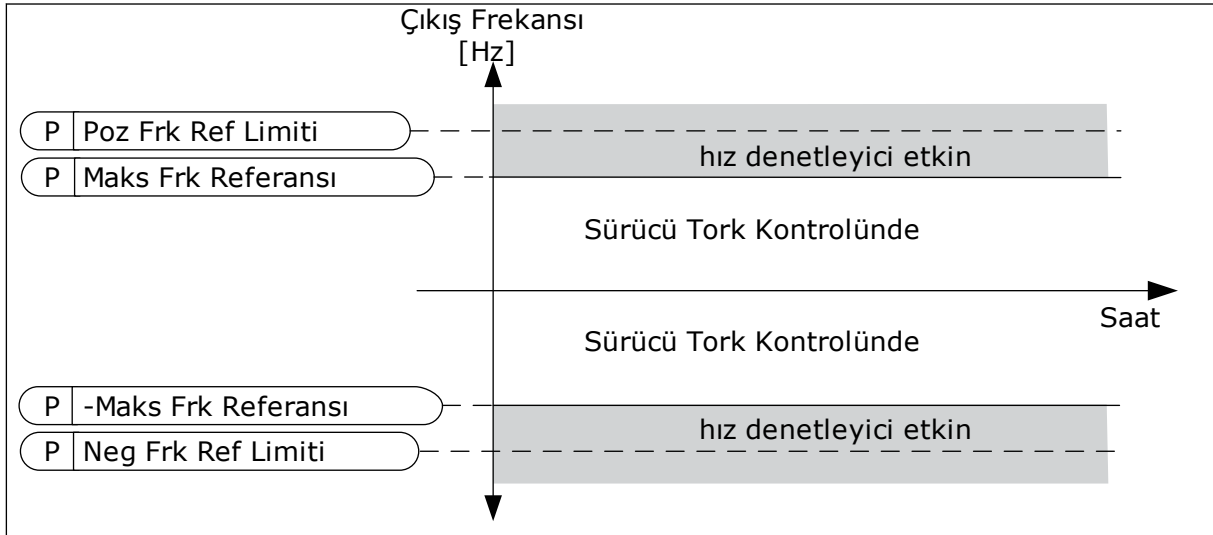 Çıkış Frekansı
[Hz]
P Poz Frk Ref Limiti
hız denetleyici etkin
P Maks Frk Referansı
Sürücü Tork Kontrolünde
Saat
Sürücü Tork Kontrolünde
P -Maks Frk Referansı
hız denetleyici etkin
P Neg Frk Ref Limiti